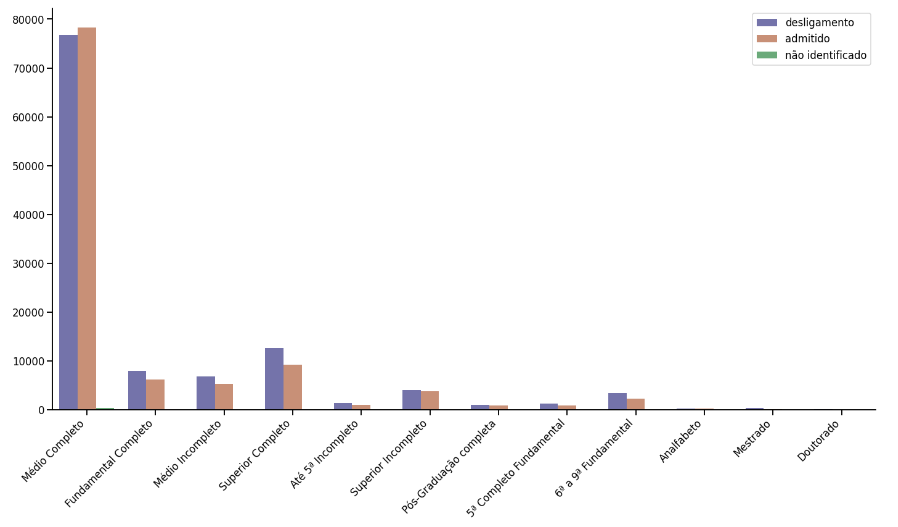 80000
70000
60000
50000
40000
30000
20000
10000
0
desligamento
admitido
não identificado
Médio Completo
Fundamental Completo
Médio Incompleto
Superior Completo
Até 5ª Incompleto
Superior Incompleto
Pós-Graduação completa
5ª Completo Fundamental
6ª a 9ª Fundamental
Analfabeto
Mestrado
Doutorado